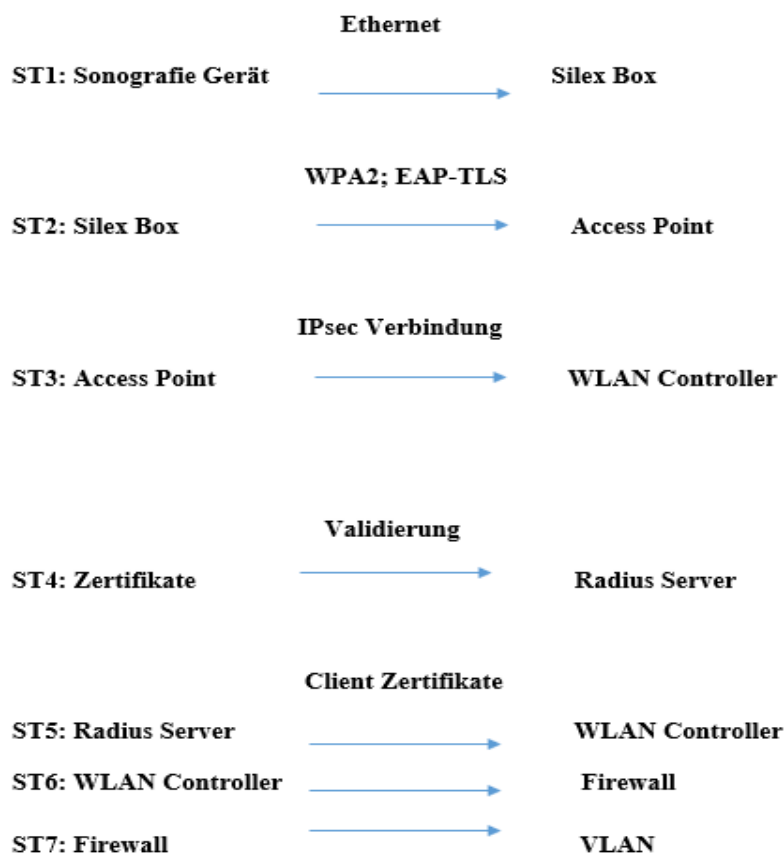 Ethernet
ST1: Sonografie Gerät Silex Box
WPA2; EAP-TLS
ST2: Silex Box Access Point
IPsec Verbindung
ST3: Access Point WLAN Controller
Validierung
ST4: Zertifikate Radius Server
Client Zertifikate
ST5: Radius Server WLAN Controller
ST6: WLAN Controller Firewall
ST7: Firewall VLAN